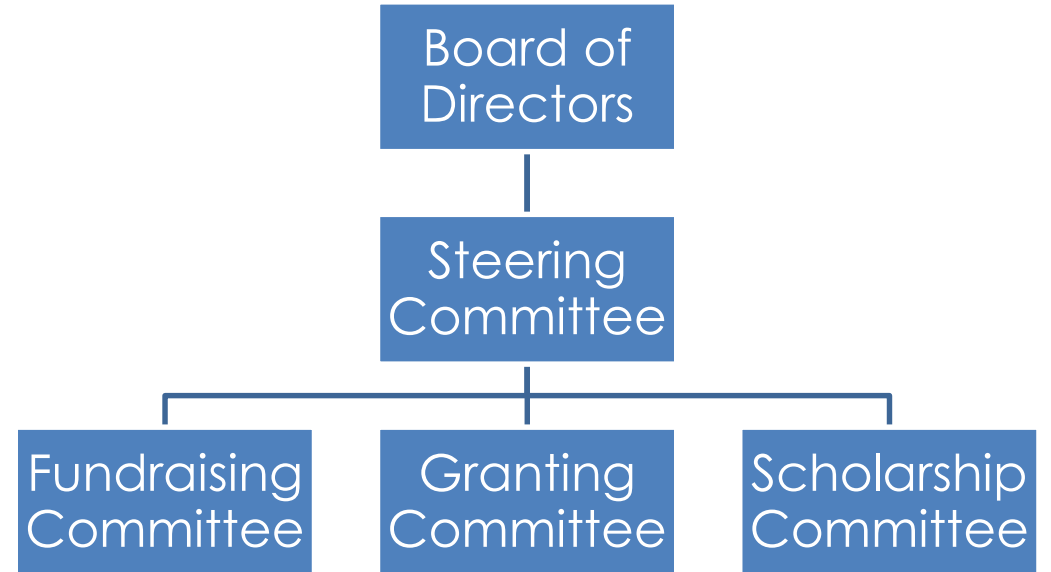 Board of
Directors
Steering
Committee
Fundraising
Committee
Granting
Committee
Scholarship
Committee